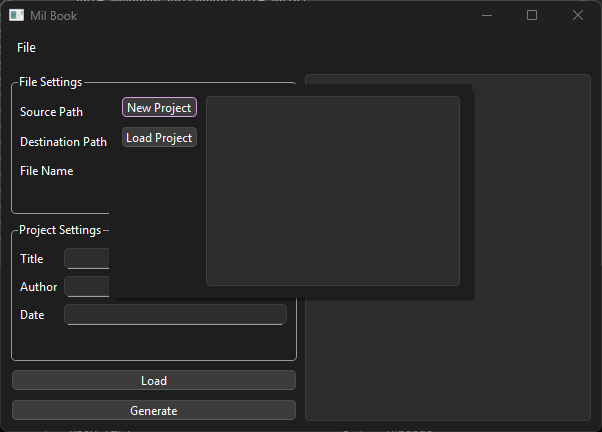 Mil Book
File
File Settings
Source Path
New Project
Destination Path
Load Project
File Name
Project Settings
Title
Author
Date
Load
Generate